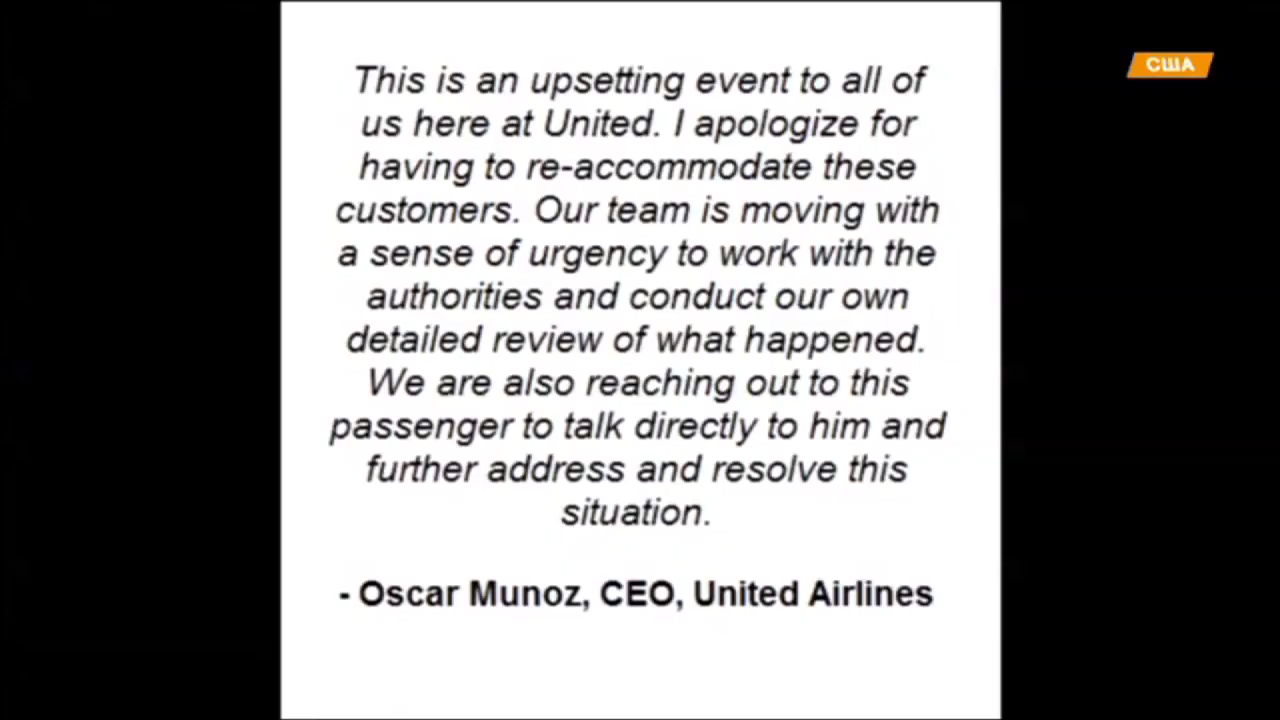 This is an upsetting event to all of
us here at United. I apologize for
having to re-accommodate these
customers. Our team is moving with
a sense of urgency to work with the
authorities and conduct our own
detailed review of what happened.
We are also reaching out to this
passenger to talk directly to him and
further address and resolve this
situation.
- Oscar Munoz, CEO, United Airlines
США